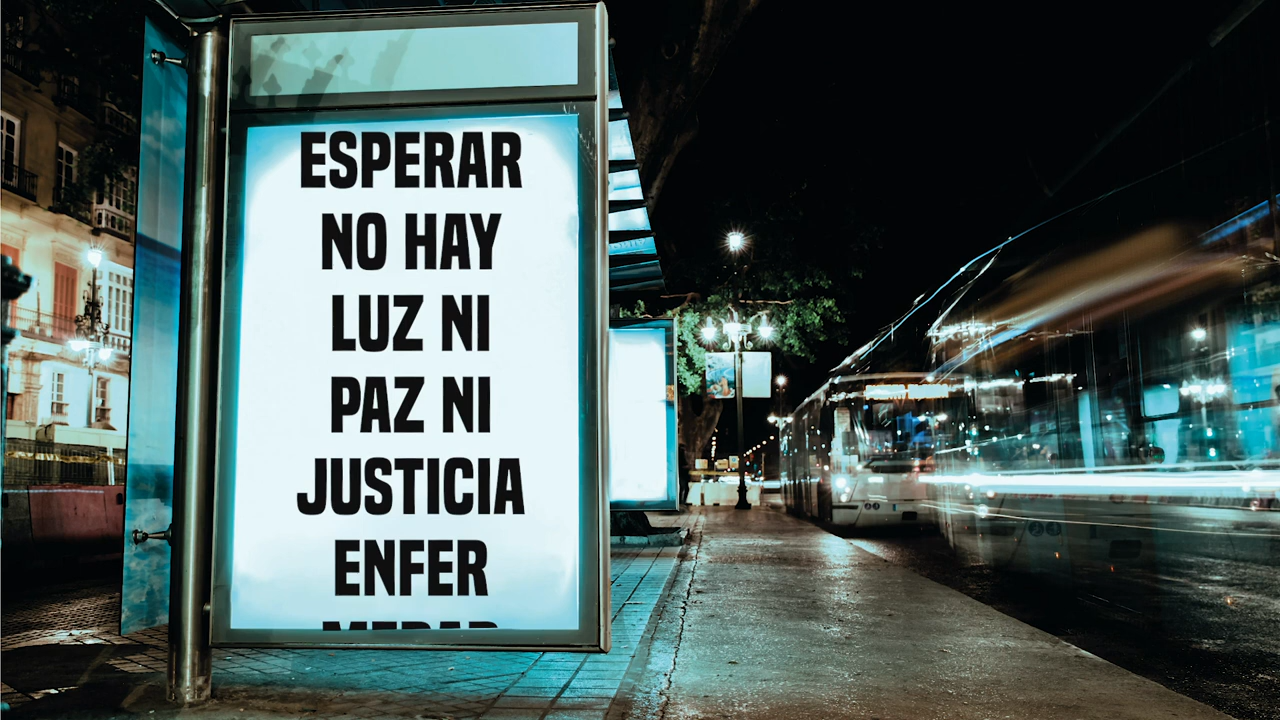 ESPERAR
NO HAY
LUZ NI
PAZ NI
JUSTICIA
ENFER